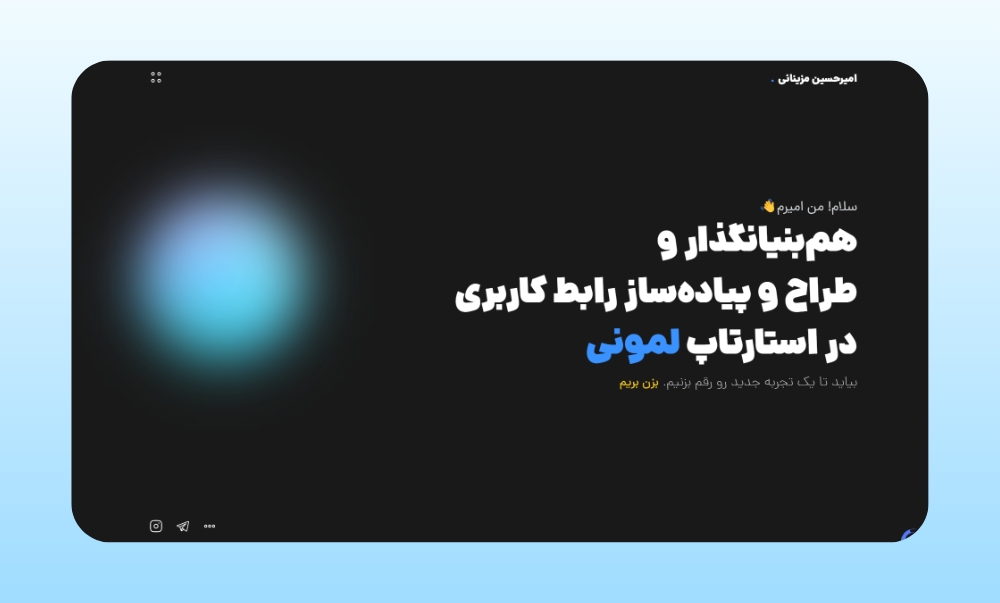 امیرحسین مزینانی .
سلام! من امیرم👋
هم‌بنیانگذار و
طراح و پیاده‌ساز رابط کاربری
در استارتاپ لمونی
بیاید تا یک تجربه جدید رو رقم بزنیم. بزن بریم